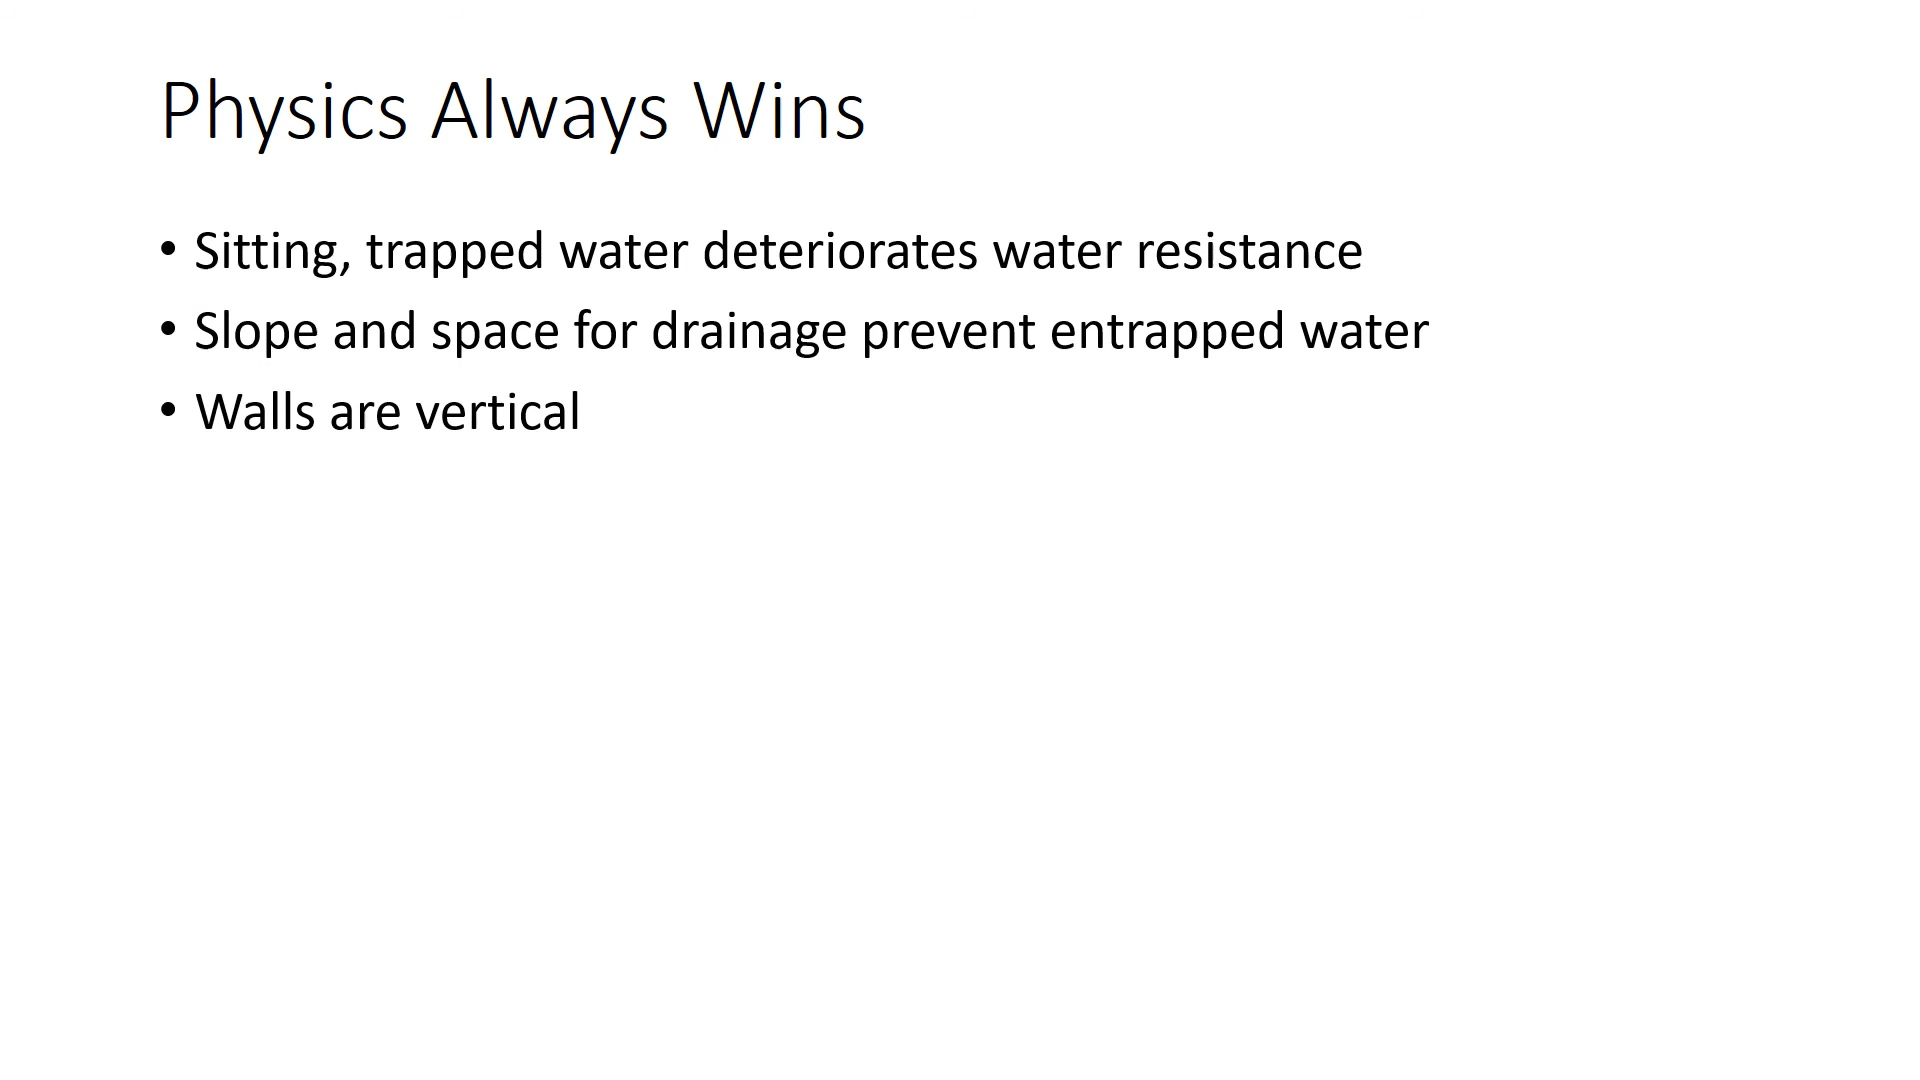 Physics Always Wins
• Sitting, trapped water deteriorates water resistance
• Slope and space for drainage prevent entrapped water
• Walls are vertical